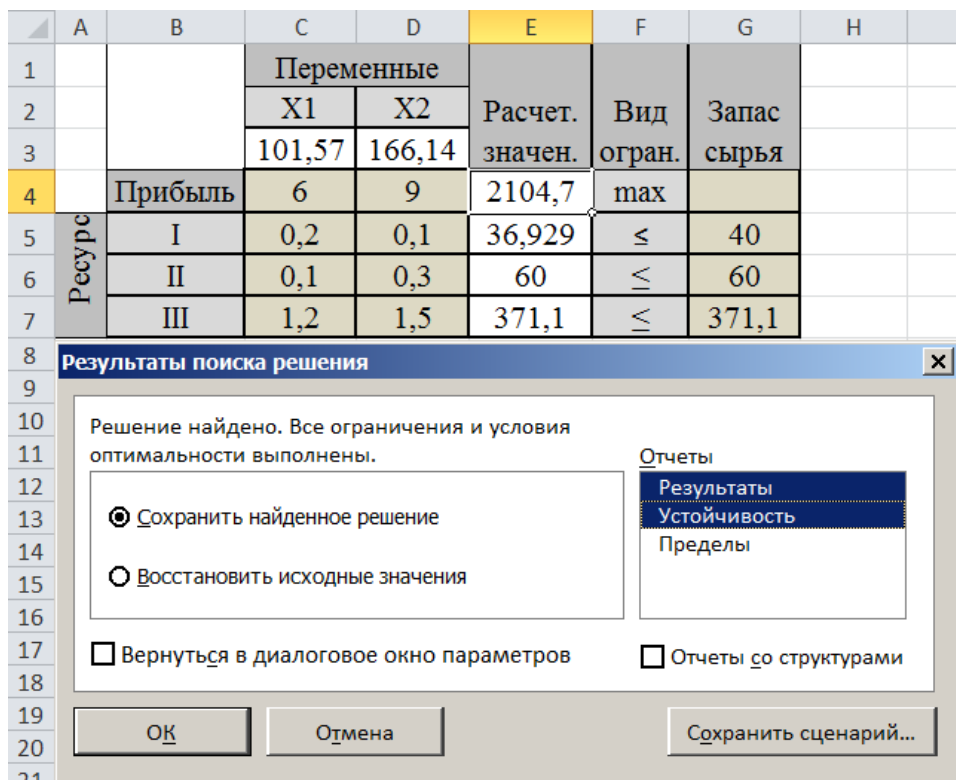 A B C D E F G H
1 Переменные
2 X1 X2 Расчет. Вид Запас
3 101,57 166,14 значен. огран. сырья
4 Прибыль 6 9 2104,7 max
5 Ресурс I 0,2 0,1 36,929 ≤ 40
6 II 0,1 0,3 60 ≤ 60
7 III 1,2 1,5 371,1 ≤ 371,1
8
Результаты поиска решения
9
10
Решение найдено. Все ограничения и условия
11
оптимальности выполнены.
Отчеты
12
Результаты
13
Сохранить найденное решение
Устойчивость
14
Пределы
15
Восстановить исходные значения
16
17
Вернуться в диалоговое окно параметров
Отчеты со структурами
18
19
ОК
Отмена
Сохранить сценарий...
20
21